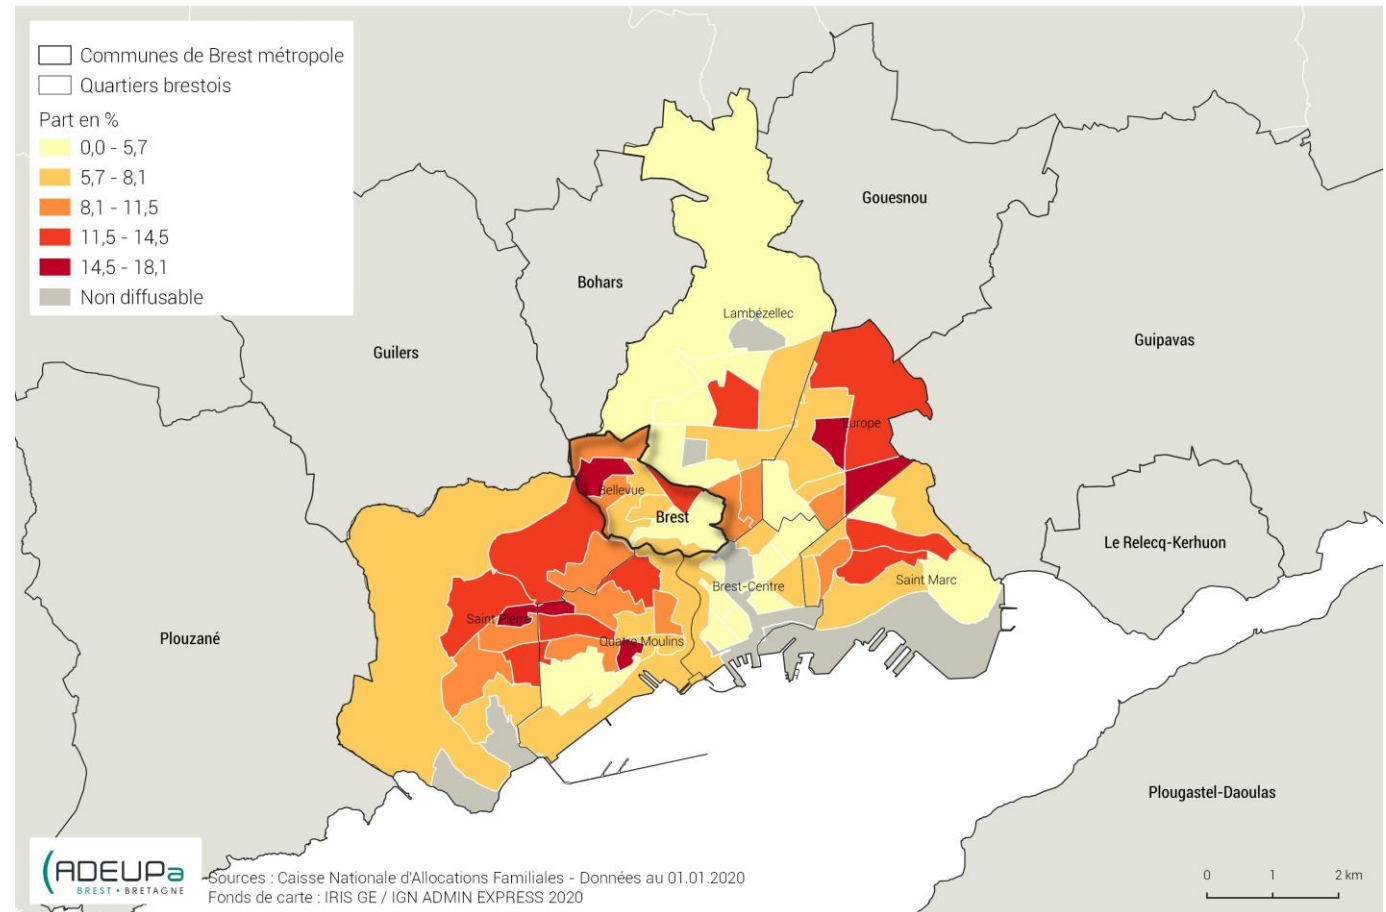 Communes de Brest métropole
Quartiers brestois
Part en %
0,0 - 5,7
5,7 - 8,1
8,1 - 11,5
11,5 - 14,5
14,5 - 18,1
Non diffusable
Gouesnou
Bohars
Lambézellec
Guilers
Guipavas
Europe
Bellevue
Brest
Le Relecq-Kerhuon
Brest-Centre
Saint Marc
Saint Pierre
Plouzané
Quatre Moulins
Plougastel-Daoulas
ADEUPa
BREST • BRETAGNE
Sources : Caisse Nationale d'Allocations Familiales - Données au 01.01.2020
Fonds de carte : IRIS GE / IGN ADMIN EXPRESS 2020
0 1 2 km